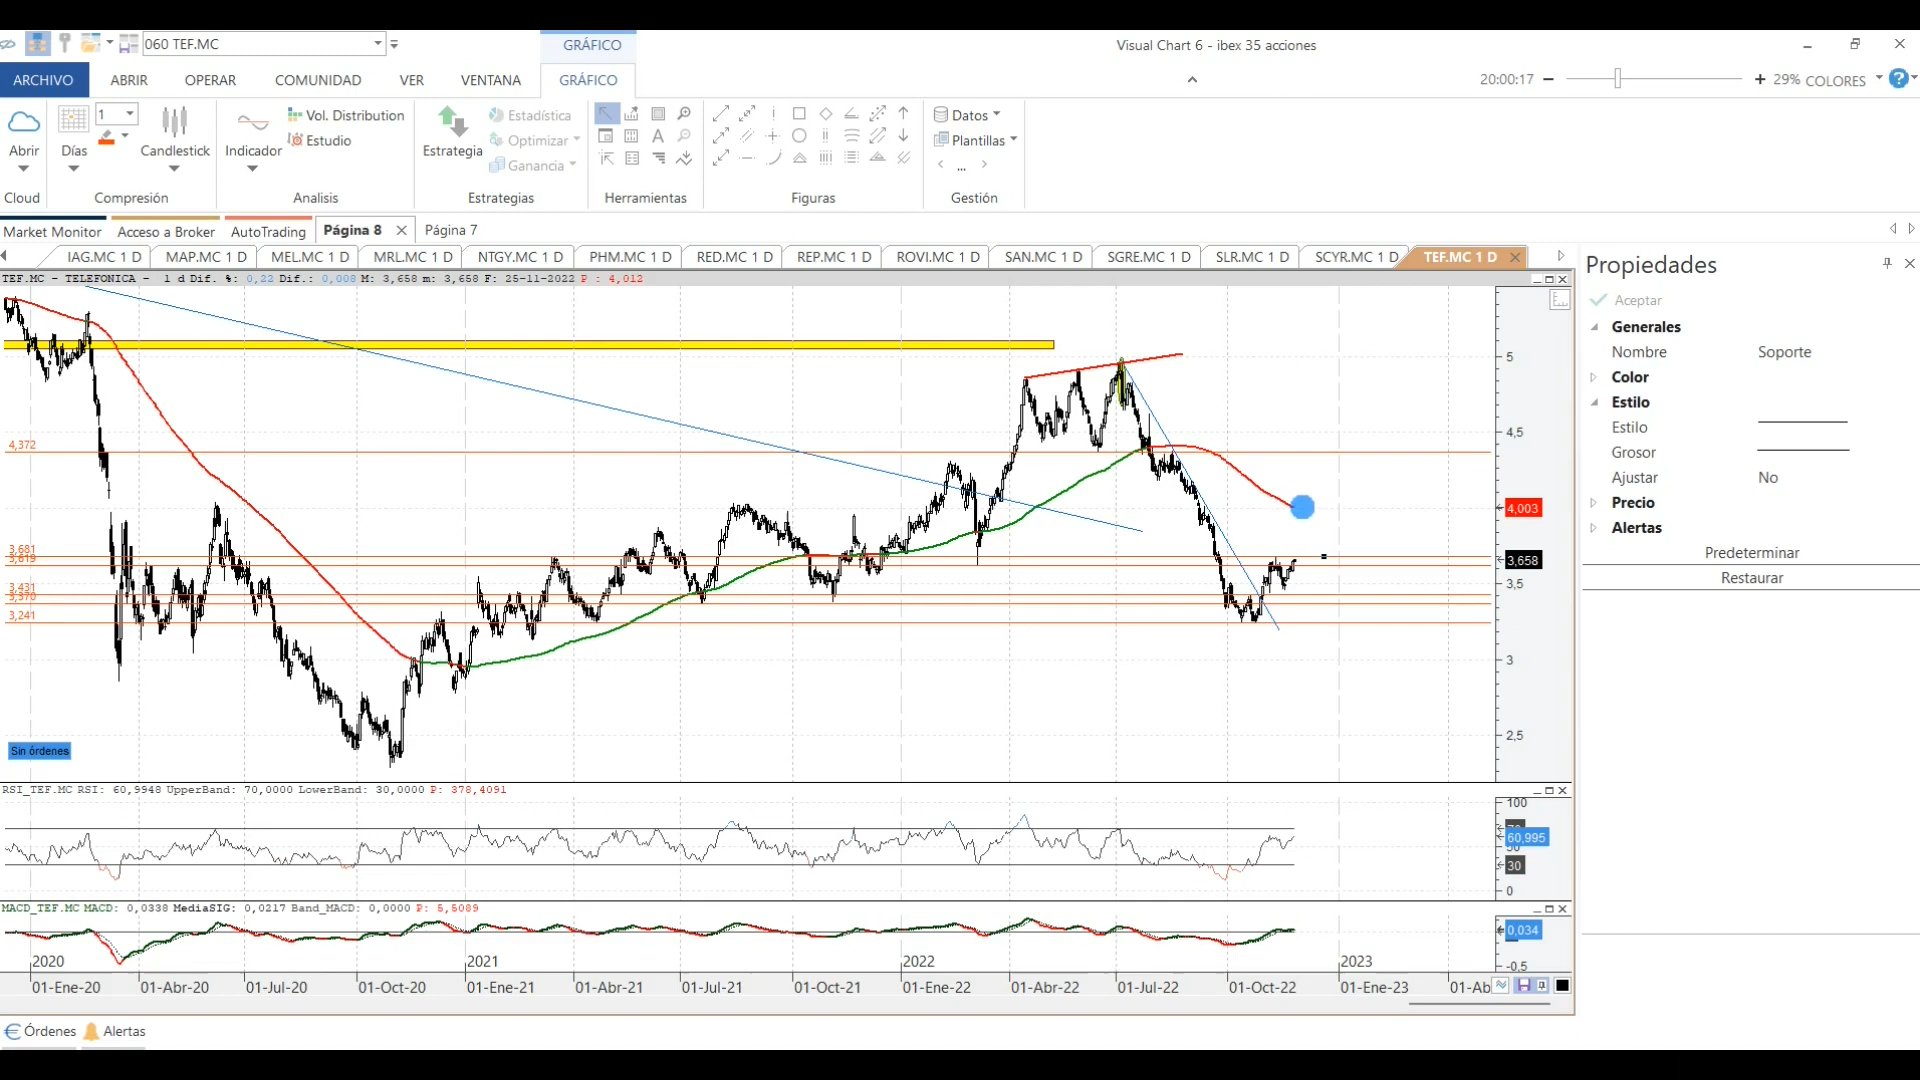 060 TEF.MC
GRÁFICO
Visual Chart 6 - ibex 35 acciones
ARCHIVO ABRIR OPERAR COMUNIDAD VER VENTANA GRÁFICO
20:00:17 29% COLORES
1
Vol. Distribution
Estadística
Datos
Estudio
Optimizar
Plantillas
Abrir Días Candlestick Indicador Estrategia
Ganancia
...
Cloud Compresión Analisis Estrategias Herramientas Figuras Gestión
Market Monitor Acceso a Broker AutoTrading Página 8 Página 7
IAG.MC 1 D MAP.MC 1 D MEL.MC 1 D MRL.MC 1 D NTGY.MC 1 D PHM.MC 1 D RED.MC 1 D REP.MC 1 D ROVI.MC 1 D SAN.MC 1 D SGRE.MC 1 D SLR.MC 1 D SCYR.MC 1 D TEF.MC 1 D
TEF.MC - TELEFONICA - 1 d Dif. %: 0,22 Dif.: 0,008 M: 3,658 m: 3,658 F: 25-11-2022 P : 4,012
5
4,5
4,372
4,003
3,681
3,619
3,658
3,5
3,431
3,370
3,241
3
2,5
Sin órdenes
RSI_TEF.MC RSI: 60,9948 UpperBand: 70,0000 LowerBand: 30,0000 P: 378,4091
100
60,995
30
0
MACD_TEF.MC MACD: 0,0338 MediaSIG: 0,0217 Band_MACD: 0,0000 P: 5,5089
0,034
-0,5
2020 2021 2022 2023
01-Ene-20 01-Abr-20 01-Jul-20 01-Oct-20 01-Ene-21 01-Abr-21 01-Jul-21 01-Oct-21 01-Ene-22 01-Abr-22 01-Jul-22 01-Oct-22 01-Ene-23 01-Ab
Órdenes Alertas
Propiedades
Aceptar
Generales
Nombre Soporte
Color
Estilo
Estilo
Grosor
Ajustar No
Precio
Alertas
Predeterminar
Restaurar